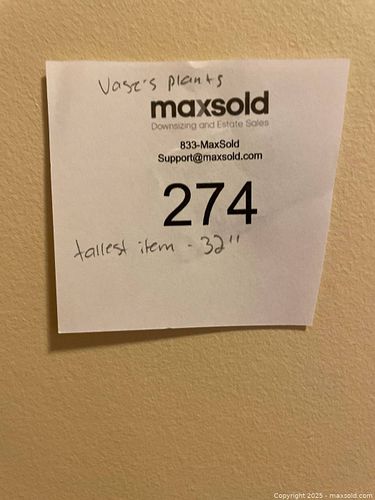 Vase's plants
maxsold
Downsizing and Estate Sales
833-MaxSold
Support@maxsold.com
274
tallest item - 32"
Copyright 2025 - maxsold.com